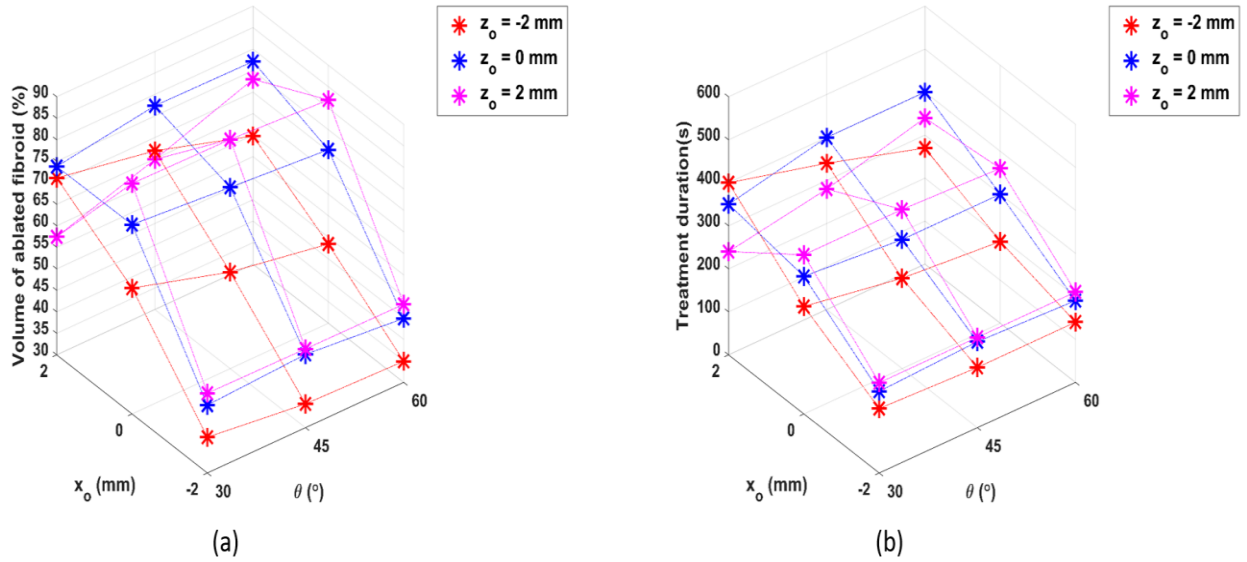 z_o = -2 mm
z_o = 0 mm
z_o = 2 mm
Volume of ablated fibroid (%)
90
85
80
75
70
65
60
55
50
45
40
35
30
2
0
-2
x_o (mm)
30
45
60
θ (°)
(a)
z_o = -2 mm
z_o = 0 mm
z_o = 2 mm
Treatment duration(s)
600
500
400
300
200
100
0
2
0
-2
x_o (mm)
30
45
60
θ (°)
(b)